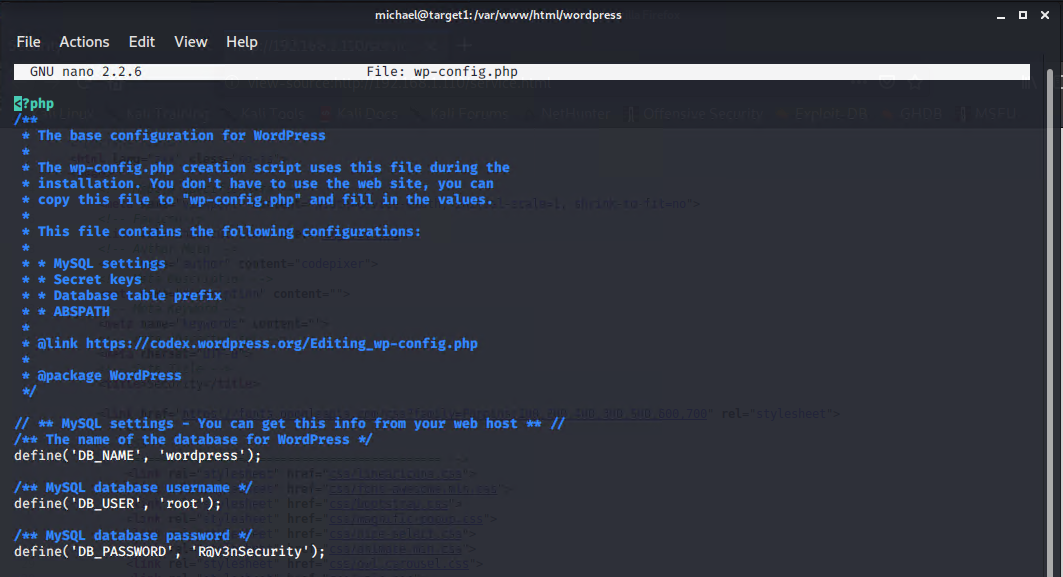 michael@target1:/var/www/html/wordpress
File Actions Edit View Help
GNU nano 2.2.6 File: wp-config.php
<?php
/**
* The base configuration for WordPress
*
* The wp-config.php creation script uses this file during the
* installation. You don't have to use the web site, you can
* copy this file to "wp-config.php" and fill in the values.
*
* This file contains the following configurations:
*
* * MySQL settings
* * Secret keys
* * Database table prefix
* * ABSPATH
*
* @link https://codex.wordpress.org/Editing_wp-config.php
*
* @package WordPress
*/
// ** MySQL settings - You can get this info from your web host ** //
/** The name of the database for WordPress */
define('DB_NAME', 'wordpress');
/** MySQL database username */
define('DB_USER', 'root');
/** MySQL database password */
define('DB_PASSWORD', 'R@v3nSecurity');